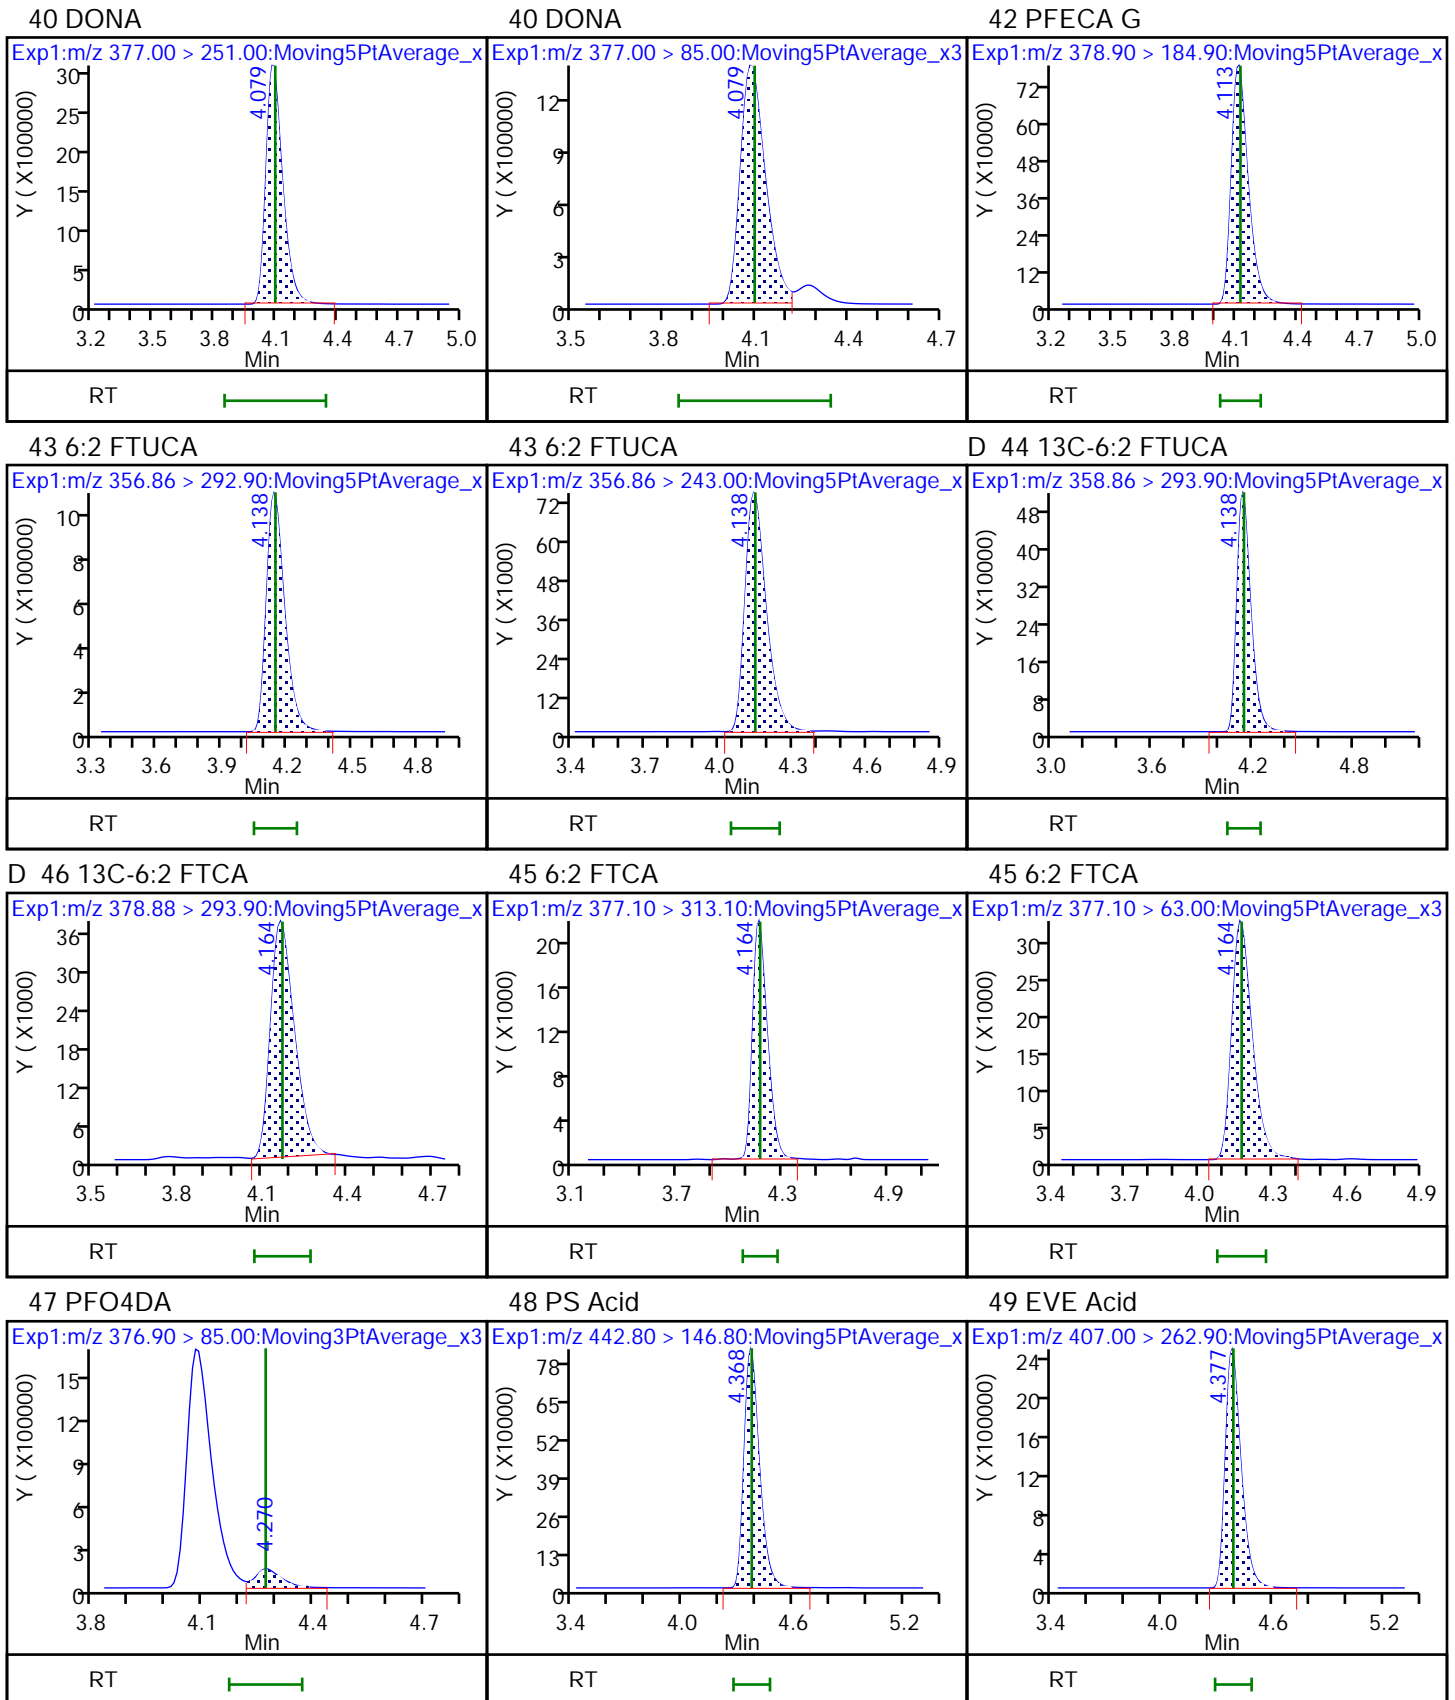 40 DONA
Exp1:m/z 377.00 > 251.00:Moving5PtAverage_x
Y ( X100000)
30
25
20
15
10
5
0
4.079
3.2 3.5 3.8 4.1 4.4 4.7 5.0
Min
RT
40 DONA
Exp1:m/z 377.00 > 85.00:Moving5PtAverage_x3
Y ( X100000)
12
9
6
3
0
4.079
3.5 3.8 4.1 4.4 4.7
Min
RT
42 PFECA G
Exp1:m/z 378.90 > 184.90:Moving5PtAverage_x
Y ( X10000)
72
60
48
36
24
12
0
4.113
3.2 3.5 3.8 4.1 4.4 4.7 5.0
Min
RT
43 6:2 FTUCA
Exp1:m/z 356.86 > 292.90:Moving5PtAverage_x
Y ( X100000)
10
8
6
4
2
0
4.138
3.3 3.6 3.9 4.2 4.5 4.8
Min
RT
43 6:2 FTUCA
Exp1:m/z 356.86 > 243.00:Moving5PtAverage_x
Y ( X1000)
72
60
48
36
24
12
0
4.138
3.4 3.7 4.0 4.3 4.6 4.9
Min
RT
D 44 13C-6:2 FTUCA
Exp1:m/z 358.86 > 293.90:Moving5PtAverage_x
Y ( X10000)
48
40
32
24
16
8
0
4.138
3.0 3.6 4.2 4.8
Min
RT
D 46 13C-6:2 FTCA
Exp1:m/z 378.88 > 293.90:Moving5PtAverage_x
Y ( X1000)
36
30
24
18
12
6
0
4.164
3.5 3.8 4.1 4.4 4.7
Min
RT
45 6:2 FTCA
Exp1:m/z 377.10 > 313.10:Moving5PtAverage_x
Y ( X1000)
20
16
12
8
4
0
4.164
3.1 3.7 4.3 4.9
Min
RT
45 6:2 FTCA
Exp1:m/z 377.10 > 63.00:Moving5PtAverage_x3
Y ( X1000)
30
25
20
15
10
5
0
4.164
3.4 3.7 4.0 4.3 4.6 4.9
Min
RT
47 PFO4DA
Exp1:m/z 376.90 > 85.00:Moving3PtAverage_x3
Y ( X100000)
15
12
9
6
3
0
4.270
3.8 4.1 4.4 4.7
Min
RT
48 PS Acid
Exp1:m/z 442.80 > 146.80:Moving5PtAverage_x
Y ( X10000)
78
65
52
39
26
13
0
4.368
3.4 4.0 4.6 5.2
Min
RT
49 EVE Acid
Exp1:m/z 407.00 > 262.90:Moving5PtAverage_x
Y ( X100000)
24
20
16
12
8
4
0
4.377
3.4 4.0 4.6 5.2
Min
RT